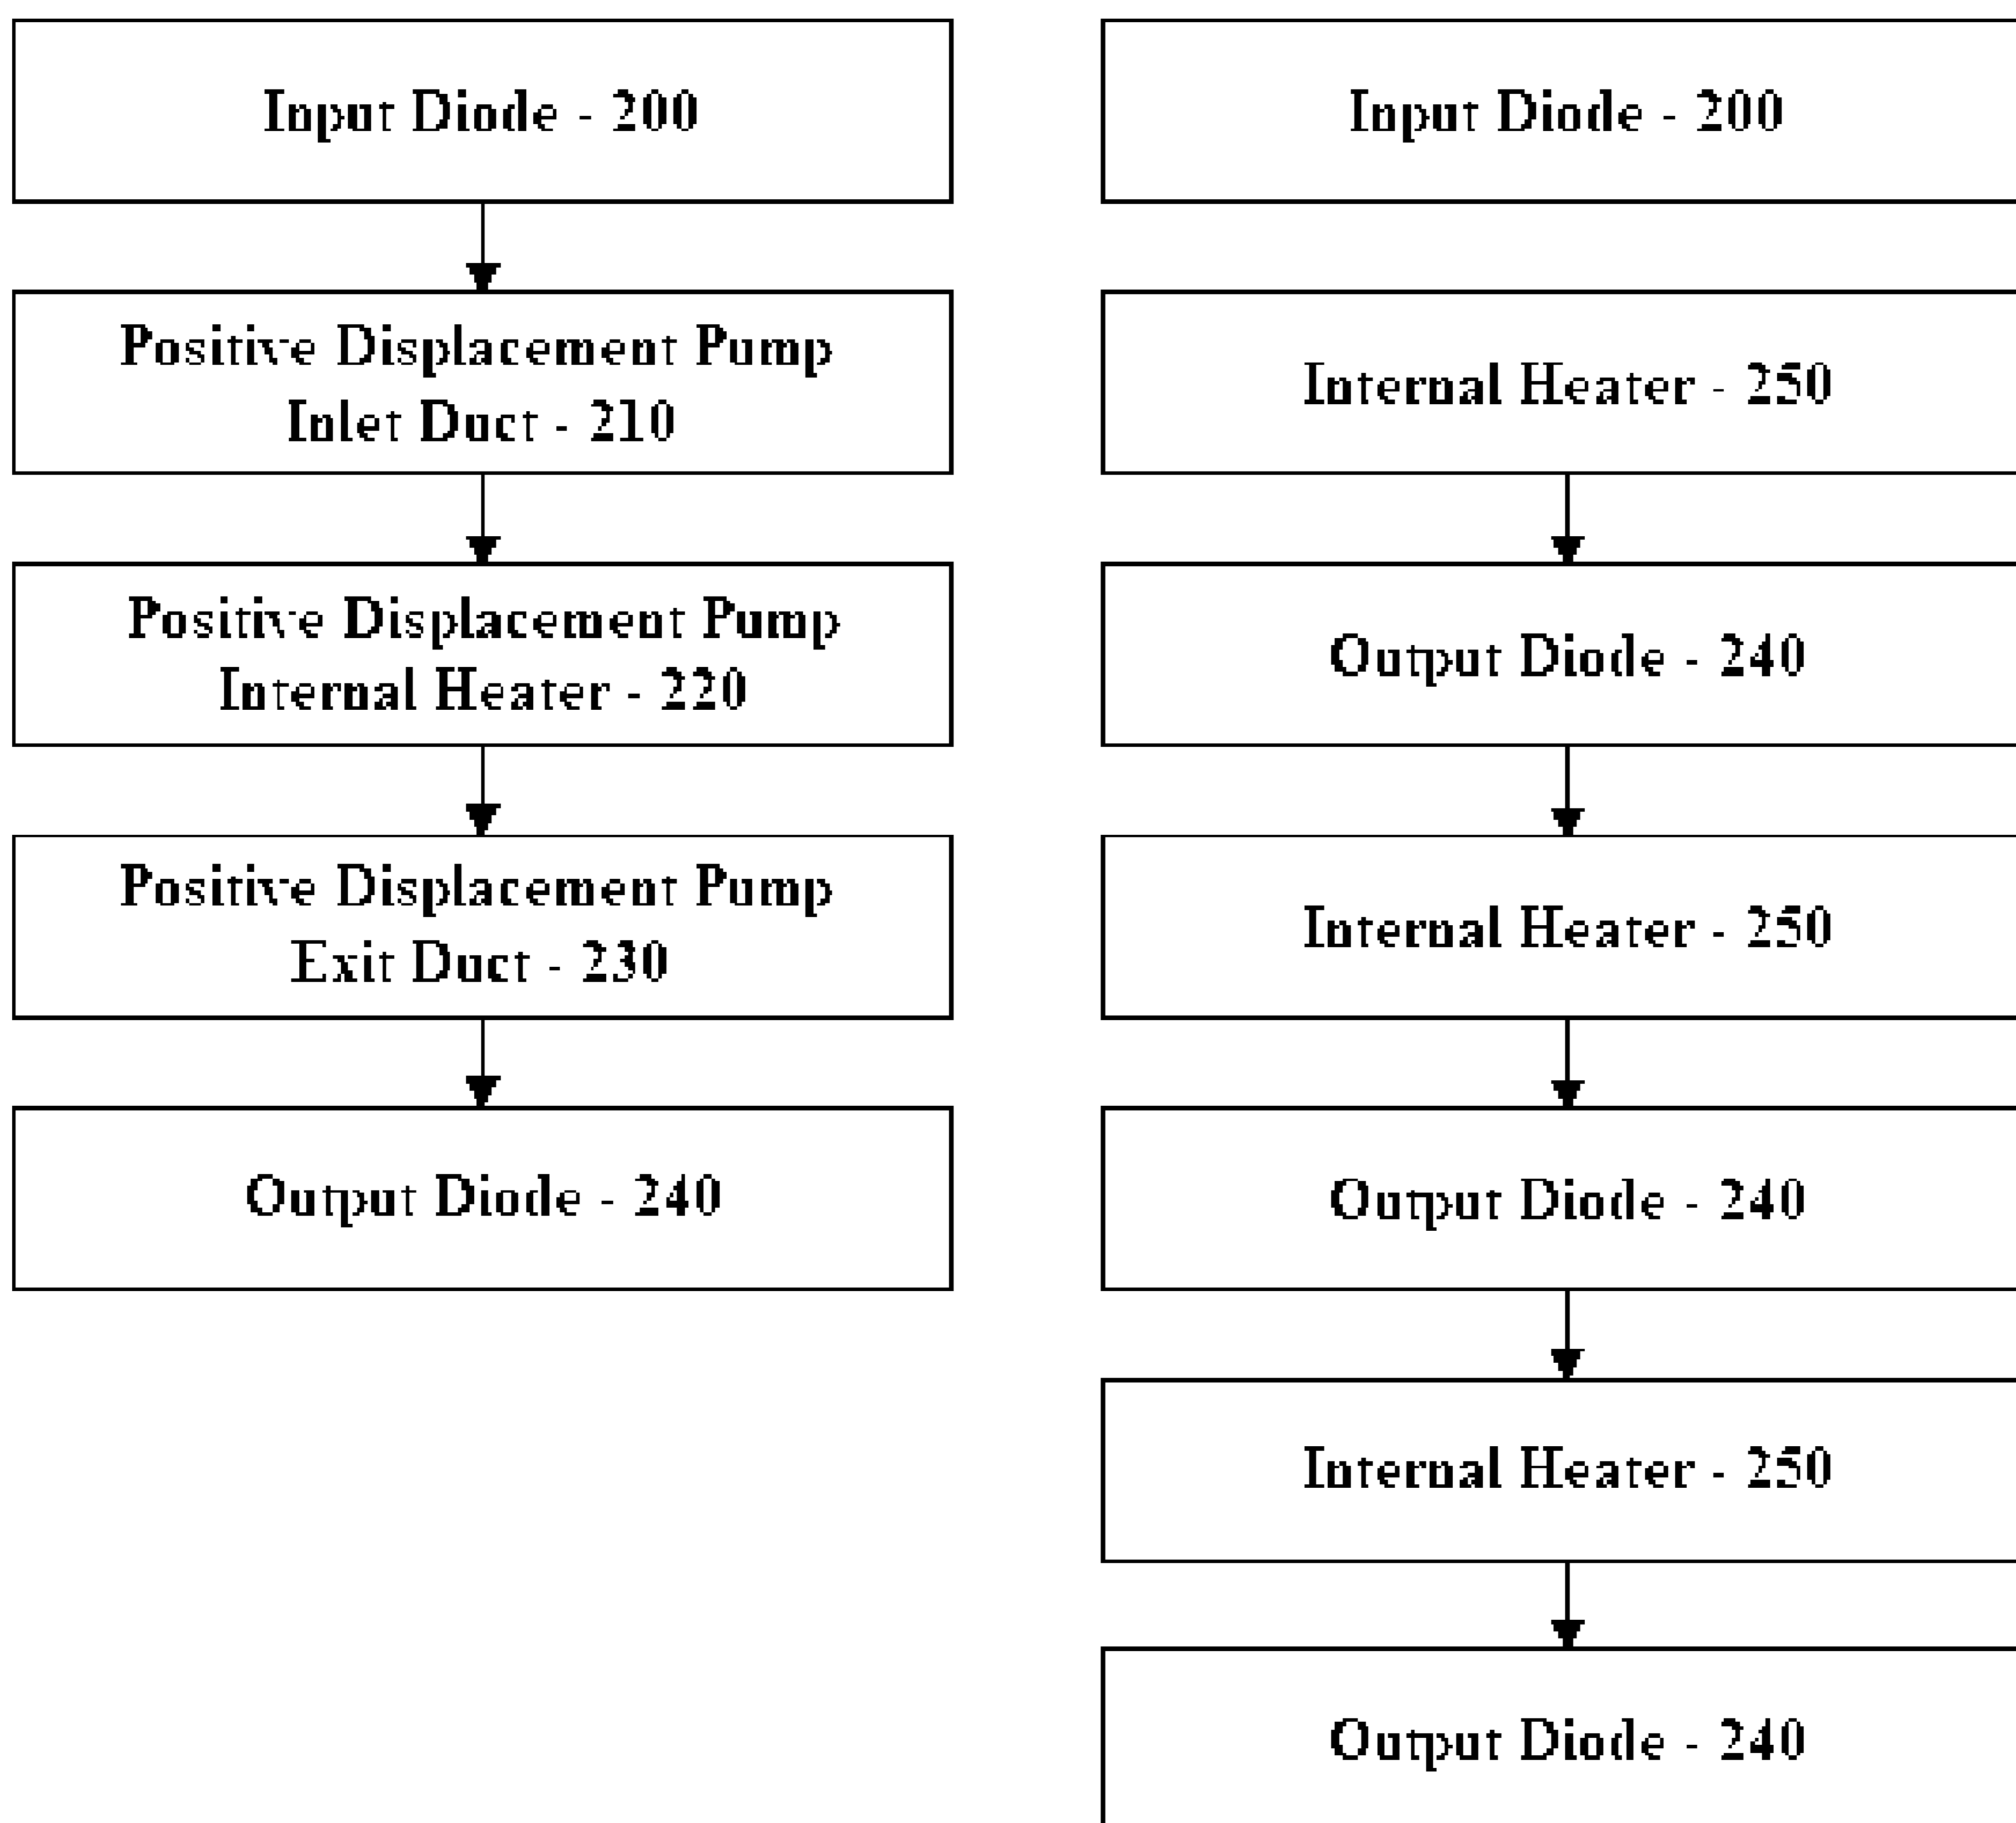 Input Diode - 200
Positive Displacement Pump
Inlet Duct - 210
Positive Displacement Pump
Internal Heater - 220
Positive Displacement Pump
Exit Duct - 230
Output Diode - 240
Input Diode - 200
Internal Heater - 250
Output Diode - 240
Internal Heater - 250
Output Diode - 240
Internal Heater - 250
Output Diode - 240